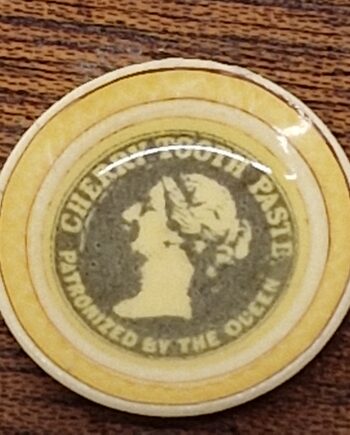 CHERRY TOOTH PASTE
PATRONIZED BY THE QUEEN